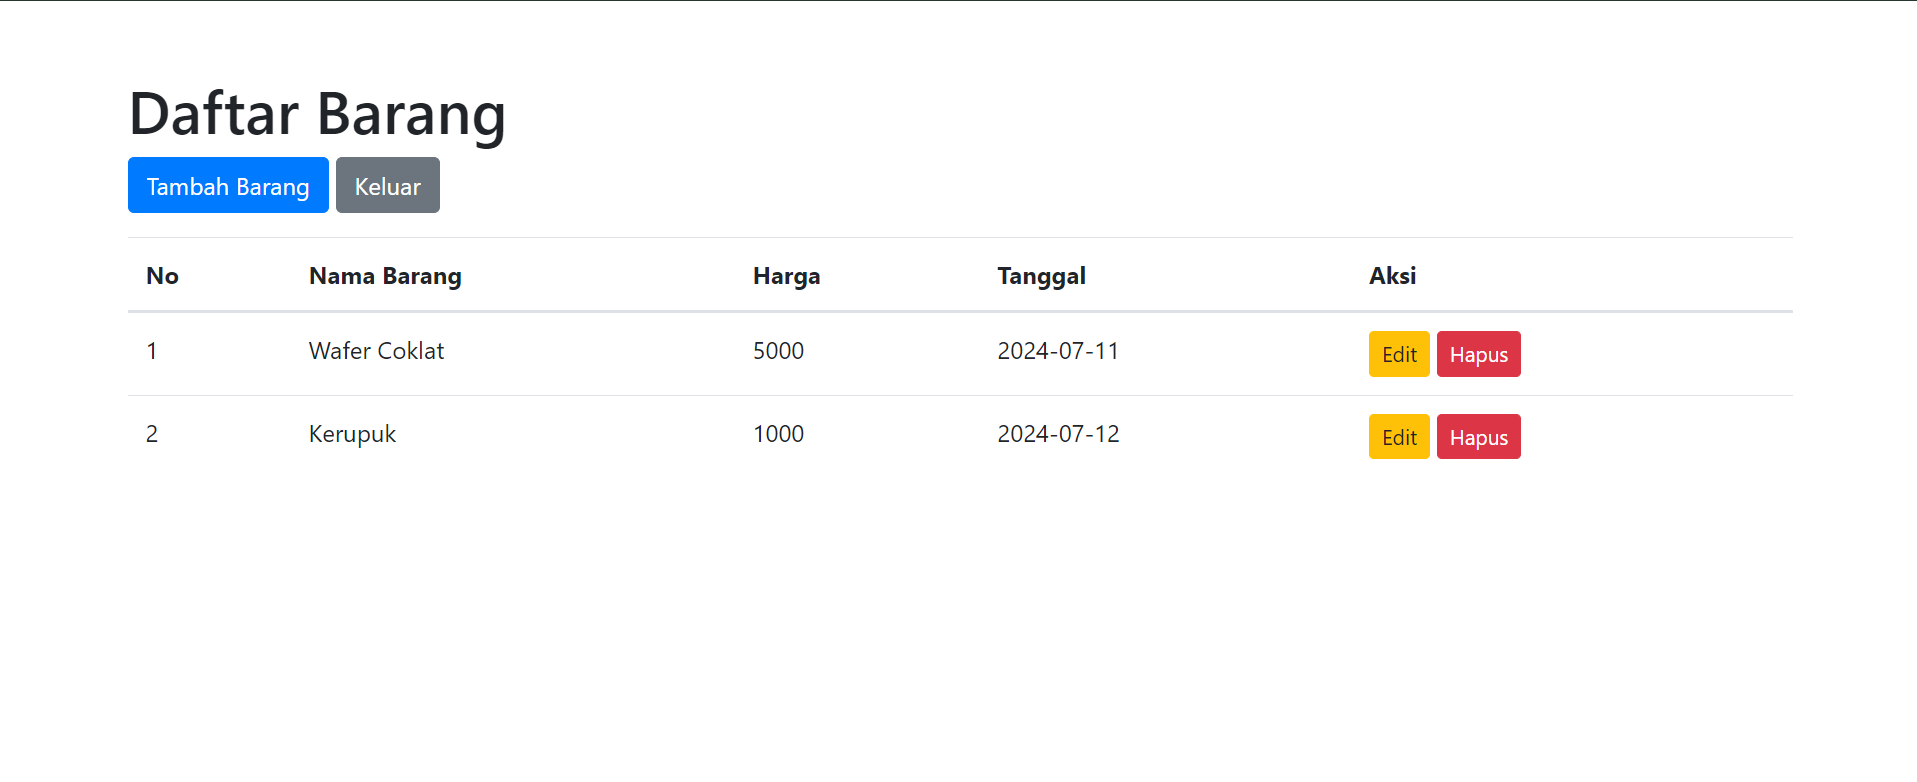 Daftar Barang
Tambah Barang Keluar
No Nama Barang Harga Tanggal Aksi
1 Wafer Coklat 5000 2024-07-11 Edit Hapus
2 Kerupuk 1000 2024-07-12 Edit Hapus